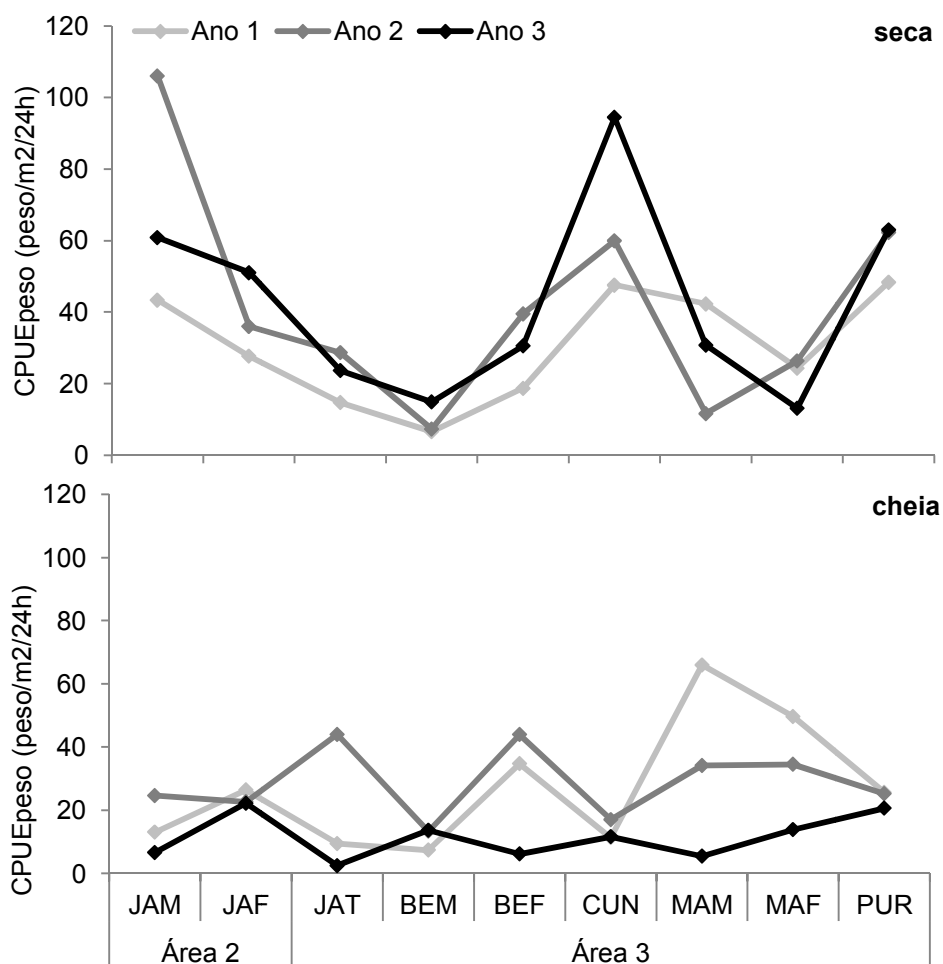 CPUEpeso (peso/m2/24h)
120
100
80
60
40
20
0
Ano 1 Ano 2 Ano 3
seca
CPUEpeso (peso/m2/24h)
120
100
80
60
40
20
0
cheia
JAM JAF JAT BEM BEF CUN MAM MAF PUR
Área 2 Área 3